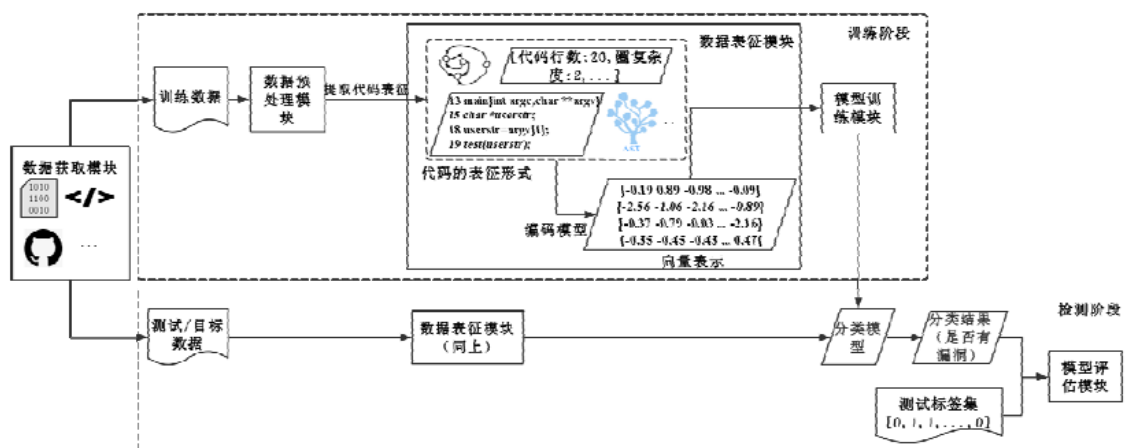 训练阶段
数据表征模块
[代码行数:20,圈复杂
度:2,...]
训练数据
数据预
处理模
块
提取代码表征
13 main(int argc,char **argv)
15 char *userstr;
18 userstr=argv[1];
19 test(userstr);
AST
...
代码的表征形式
模型训
练模块
数据获取模块
1010
1100
0010
</>
...
编码模型
{-0.19 0.89 -0.98 ... -0.09}
{-2.56 -1.06 -2.16 ... -0.89}
{-0.37 -0.79 -0.03 ... -2.16}
{-0.35 -0.45 -0.43 ... 0.47}
向量表示
检测阶段
测试/目标
数据
数据表征模块
(同上)
分类模
型
分类结果
(是否有
漏洞)
模型评
估模块
测试标签集
[0,1,1,...,0]